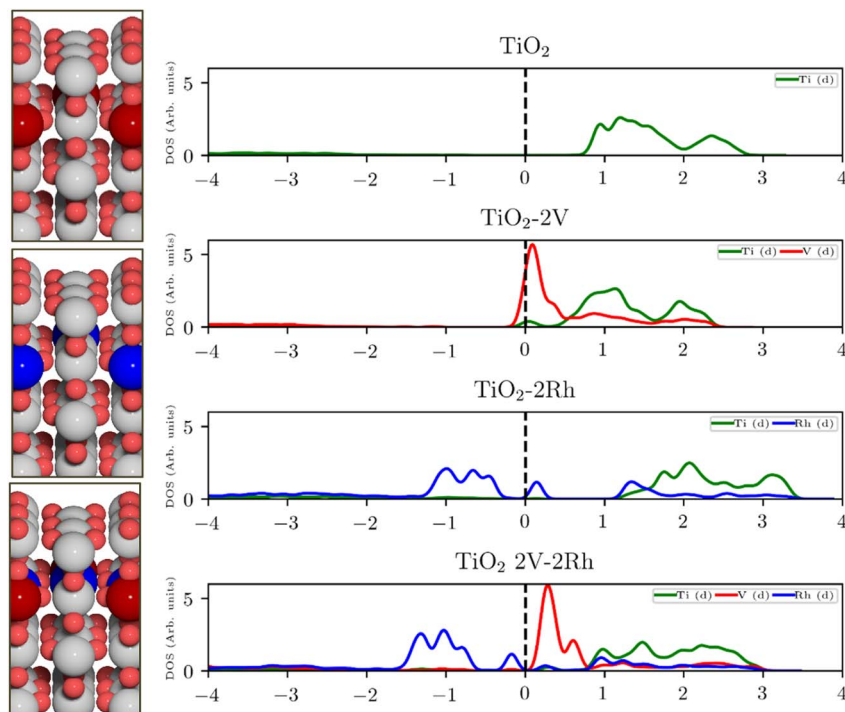 TiO2
DOS (Arb. units)
5
0
Ti (d)
−4 −3 −2 −1 0 1 2 3 4
TiO2-2V
DOS (Arb. units)
5
0
Ti (d) V (d)
−4 −3 −2 −1 0 1 2 3 4
TiO2-2Rh
DOS (Arb. units)
5
0
Ti (d) Rh (d)
−4 −3 −2 −1 0 1 2 3 4
TiO2 2V-2Rh
DOS (Arb. units)
5
0
Ti (d) V (d) Rh (d)
−4 −3 −2 −1 0 1 2 3 4